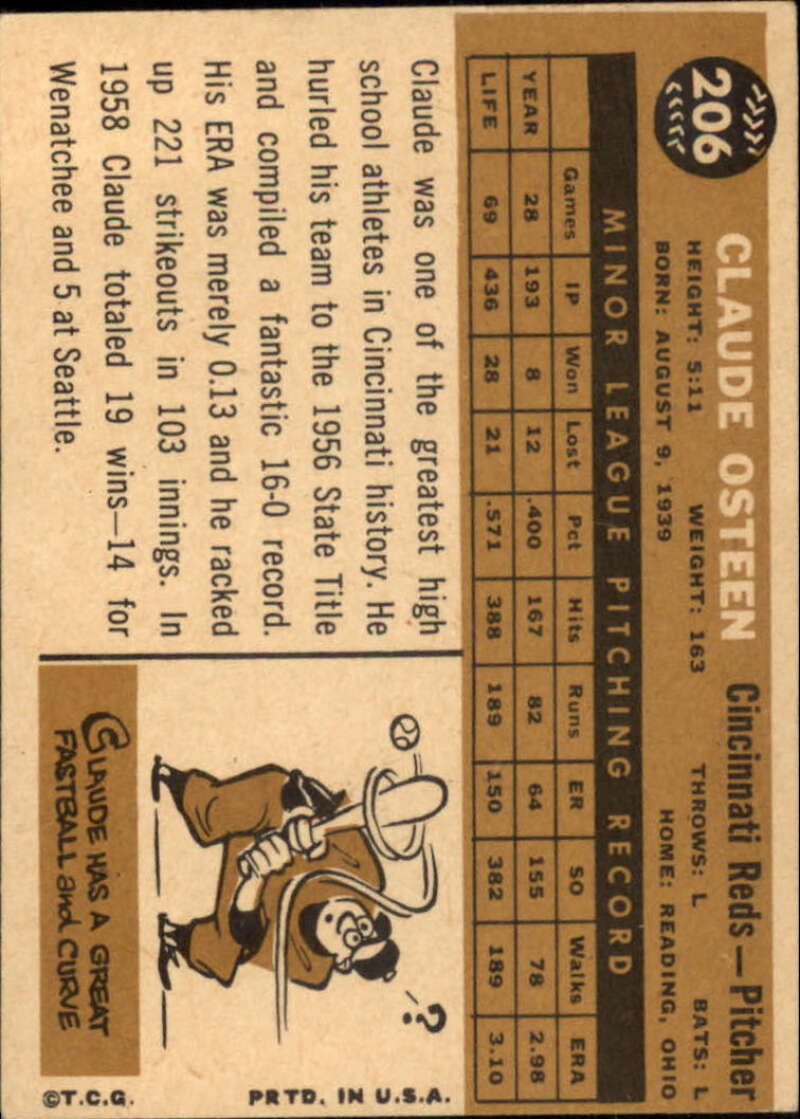 206
CLAUDE OSTEEN Cincinnati Reds—Pitcher
HEIGHT: 5:11 WEIGHT: 163 THROWS: L BATS: L
BORN: AUGUST 9, 1939 HOME: READING, OHIO
MINOR LEAGUE PITCHING RECORD
Games IP Won Lost Pct Hits Runs ER SO Walks ERA
YEAR 28 193 8 12 .400 167 82 64 155 78 2.98
LIFE 69 436 28 21 .571 388 189 150 382 189 3.10
Claude was one of the greatest high
school athletes in Cincinnati history. He
hurled his team to the 1956 State Title
and compiled a fantastic 16-0 record.
His ERA was merely 0.13 and he racked
up 221 strikeouts in 103 innings. In
1958 Claude totaled 19 wins—14 for
Wenatchee and 5 at Seattle.
?
CLAUDE HAS A GREAT
FASTBALL and CURVE
©T.C.G. PRTD. IN U.S.A.